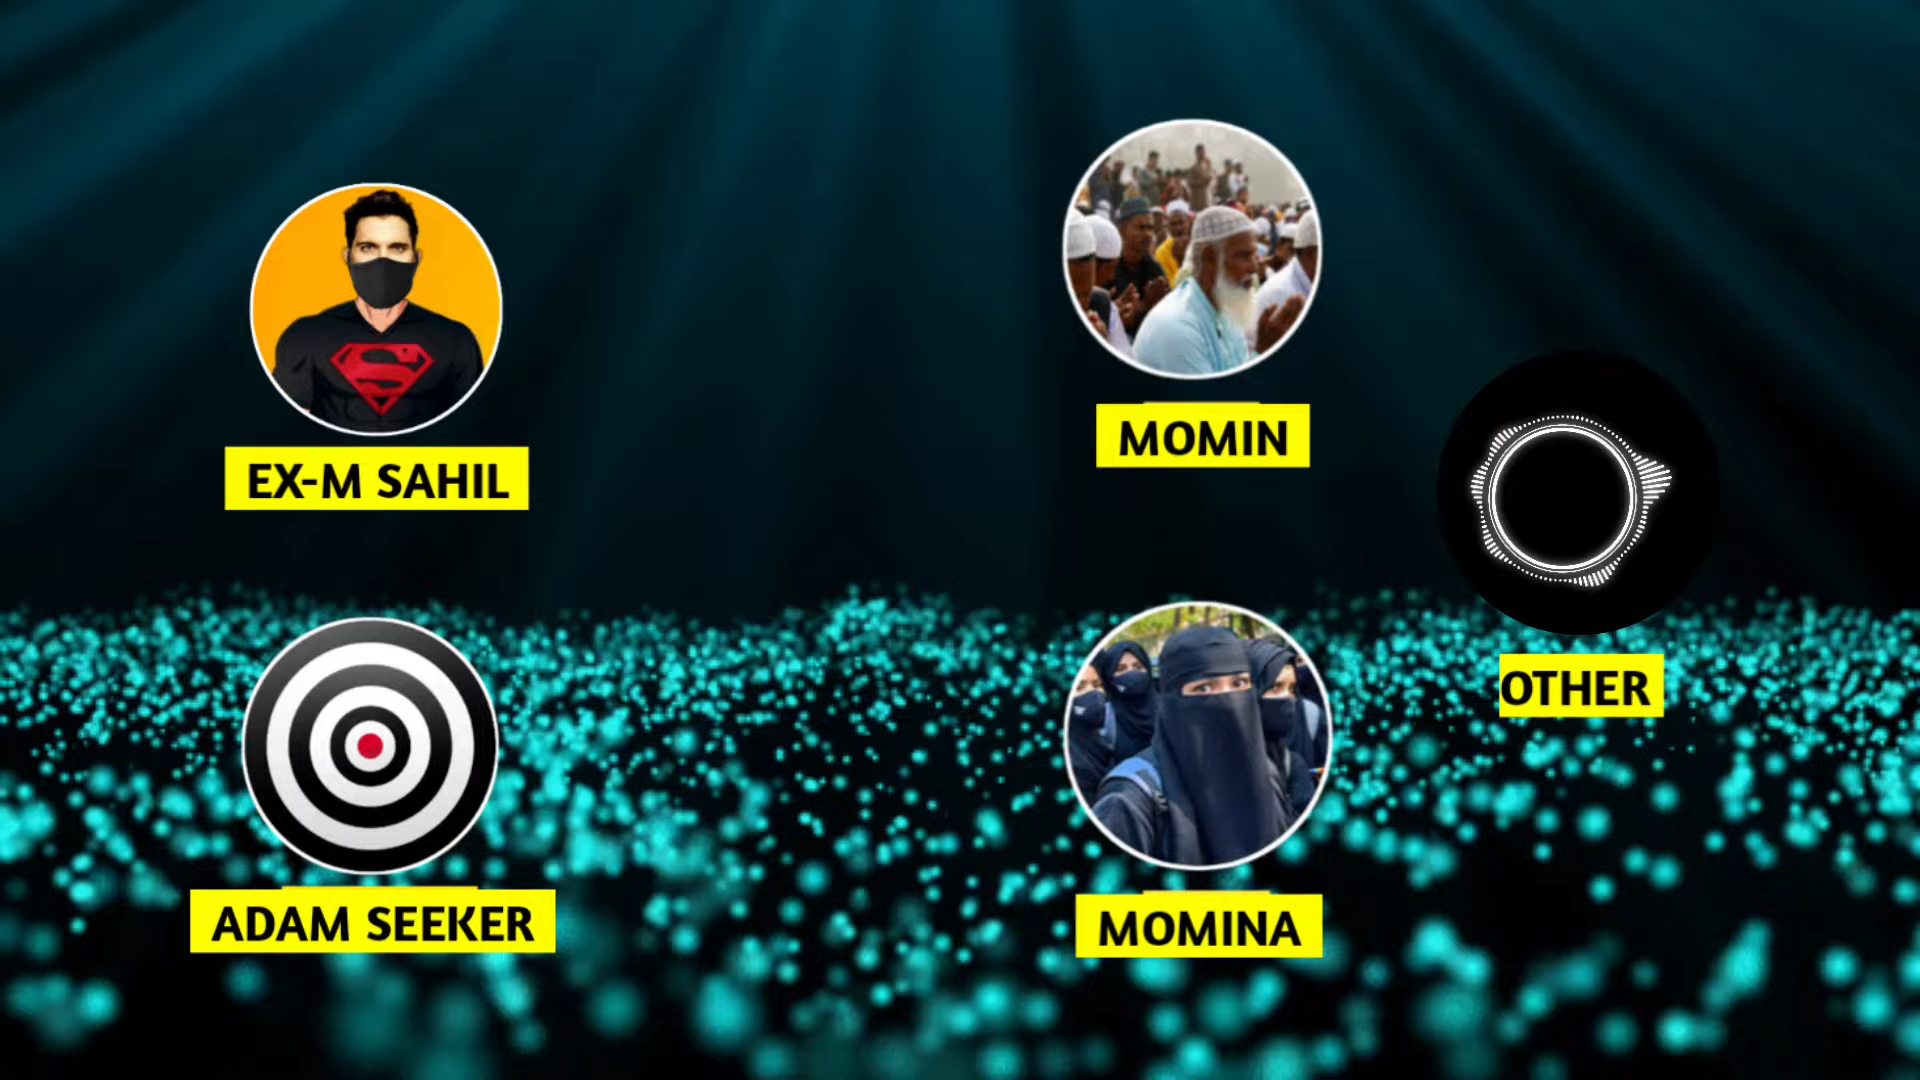 EX-M SAHIL
MOMIN
OTHER
ADAM SEEKER
MOMINA